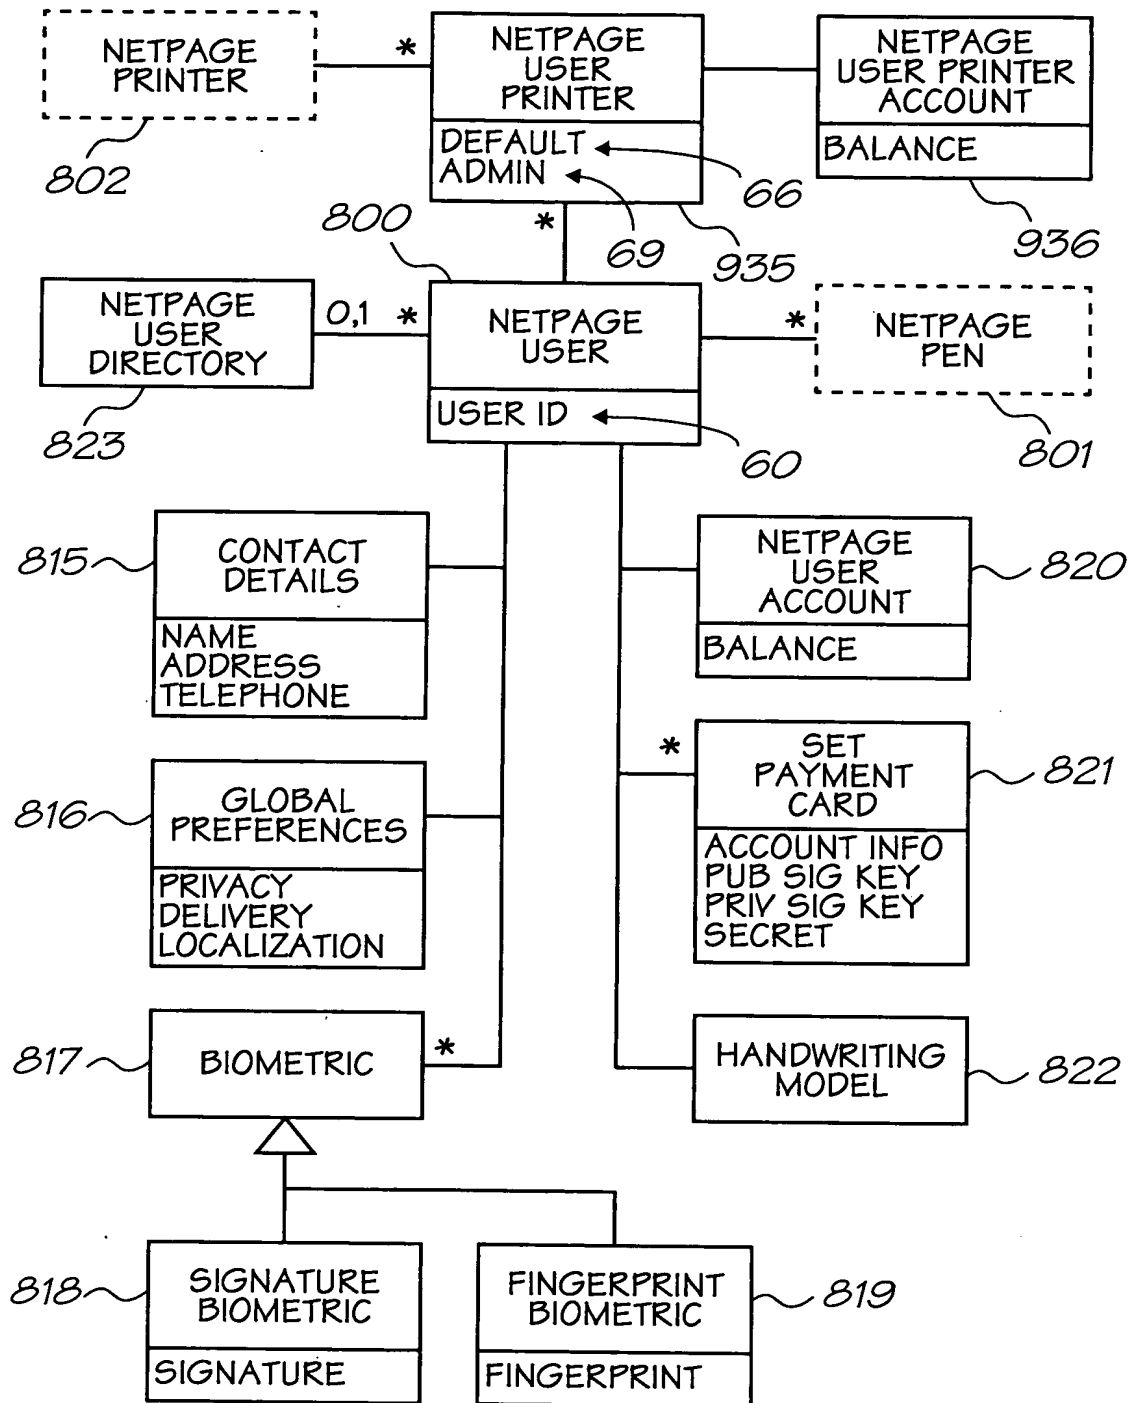 NETPAGE
PRINTER
802
*
NETPAGE
USER
PRINTER
DEFAULT
ADMIN
66
69
935
NETPAGE
USER PRINTER
ACCOUNT
BALANCE
936
*
800
NETPAGE
USER
DIRECTORY
823
0,1 *
NETPAGE
USER
USER ID
60
*
NETPAGE
PEN
801
815
CONTACT
DETAILS
NAME
ADDRESS
TELEPHONE
NETPAGE
USER
ACCOUNT
BALANCE
820
816
GLOBAL
PREFERENCES
PRIVACY
DELIVERY
LOCALIZATION
*
SET
PAYMENT
CARD
ACCOUNT INFO
PUB SIG KEY
PRIV SIG KEY
SECRET
821
817
BIOMETRIC
*
HANDWRITING
MODEL
822
818
SIGNATURE
BIOMETRIC
SIGNATURE
FINGERPRINT
BIOMETRIC
FINGERPRINT
819